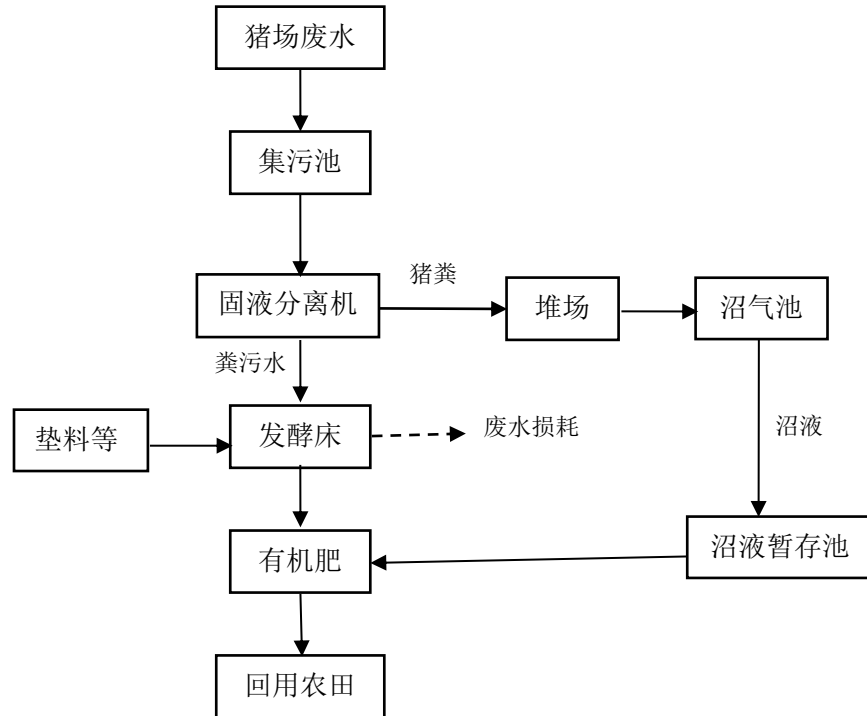 猪场废水
集污池
猪粪
固液分离机
堆场
沼气池
粪污水
垫料等
发酵床
废水损耗
沼液
有机肥
沼液暂存池
回用农田